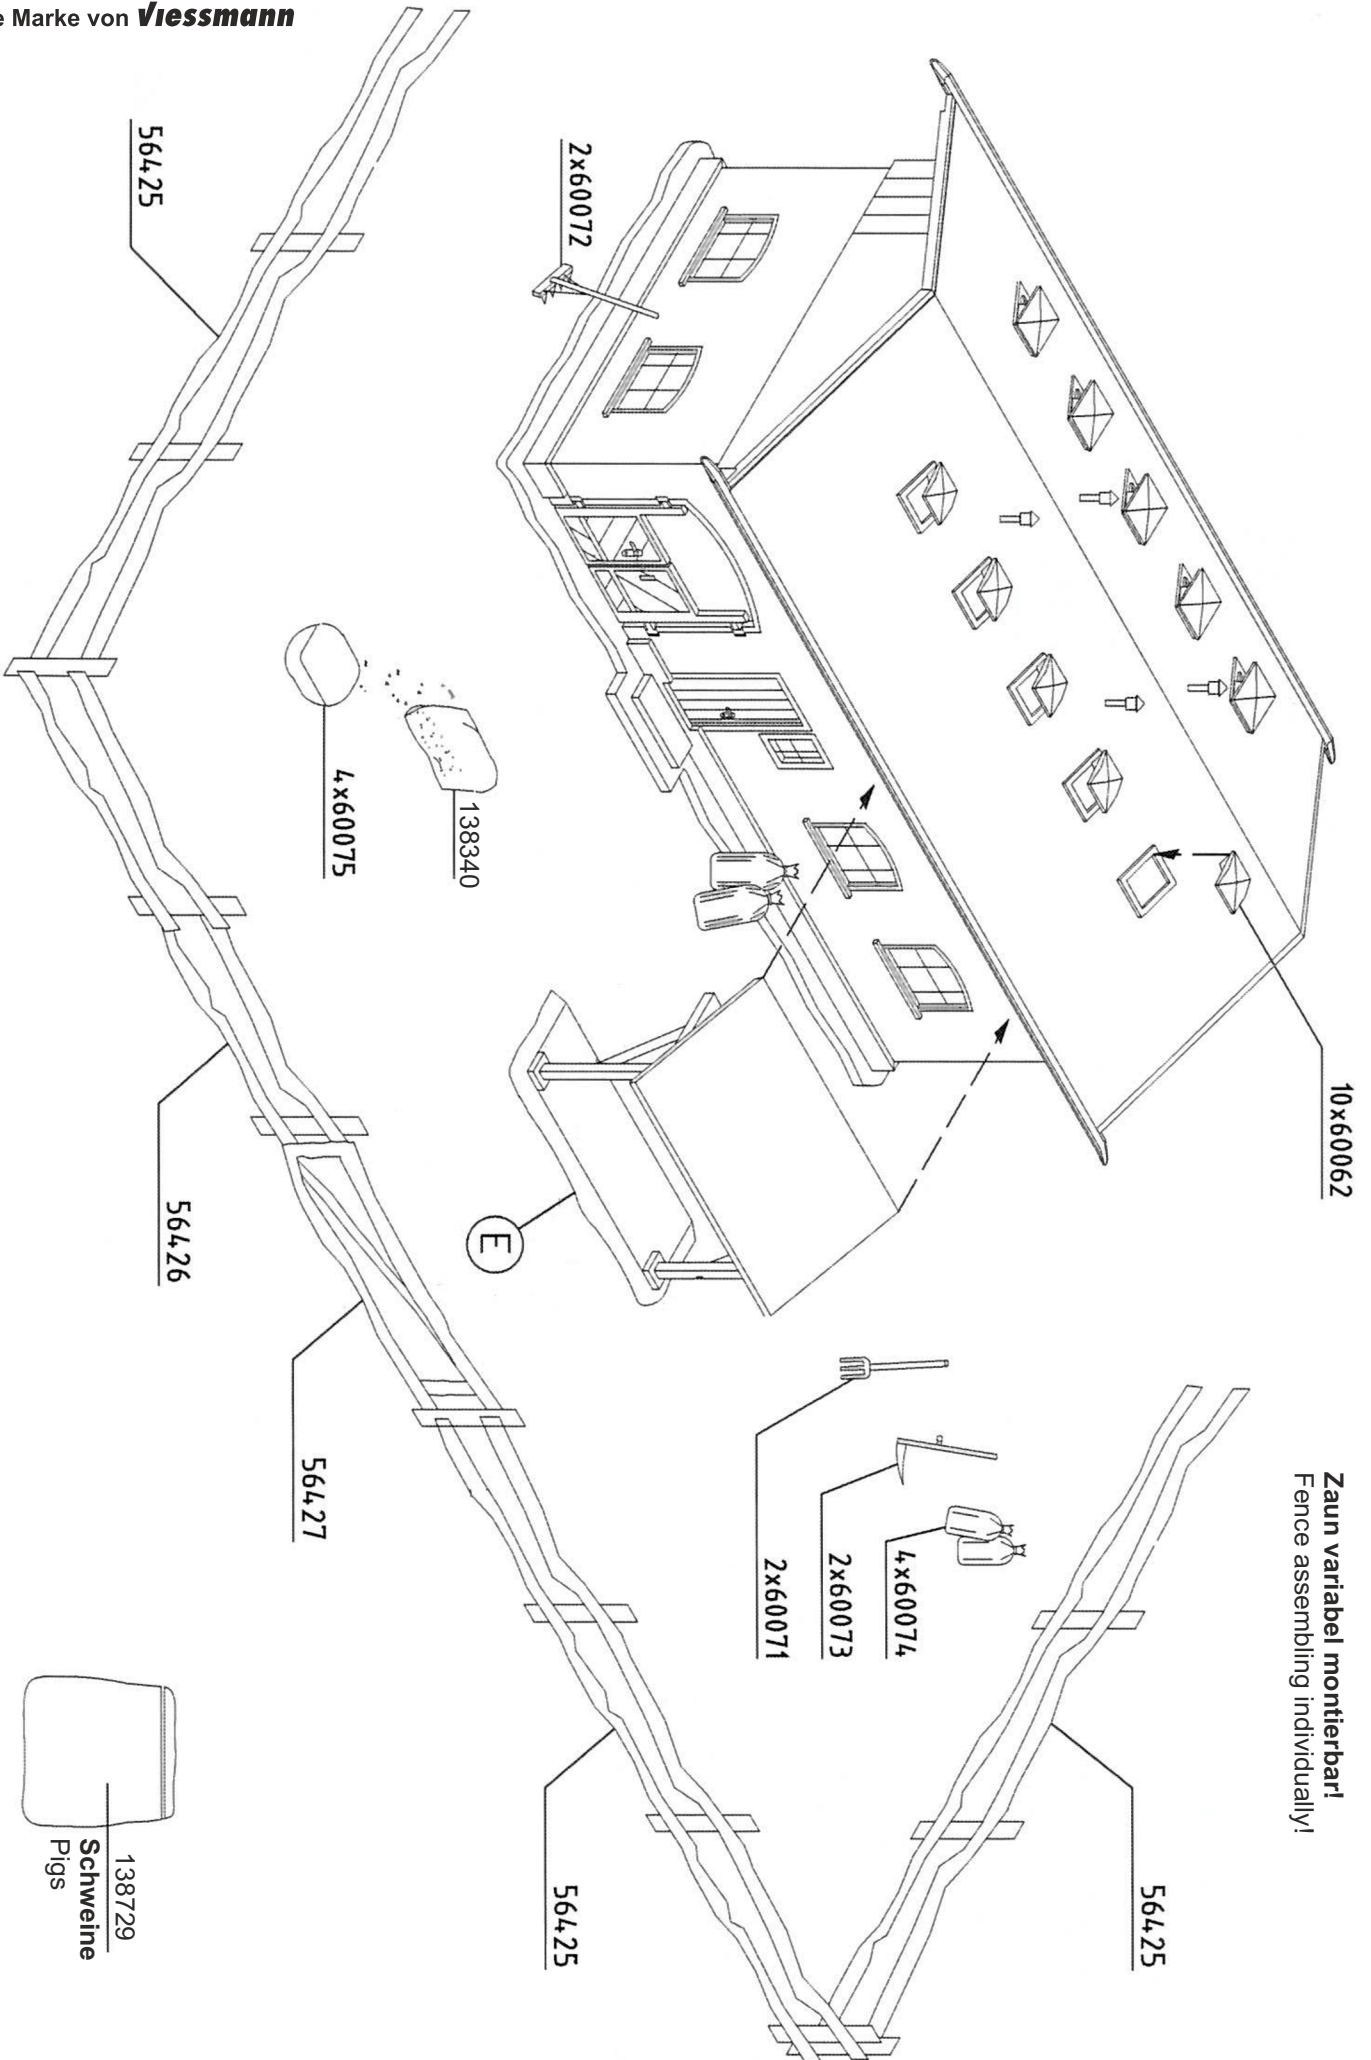 e Marke von viessmann
Zaun variabel montierbar!
Fence assembling individually!
10x60062
2x60072
56425
138340
4x60075
E
56426
4x60074
2x60073
2x60071
56427
56425
56425
138729
Schweine
Pigs